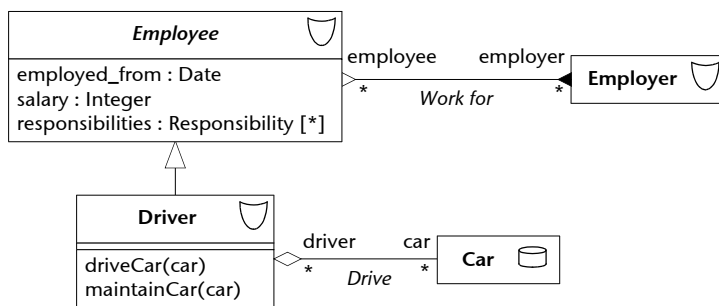 Employee
employed_from : Date
salary : Integer
responsibilities : Responsibility [*]
employee employer
* Work for *
Employer
Driver
driveCar(car)
maintainCar(car)
driver car
* Drive *
Car